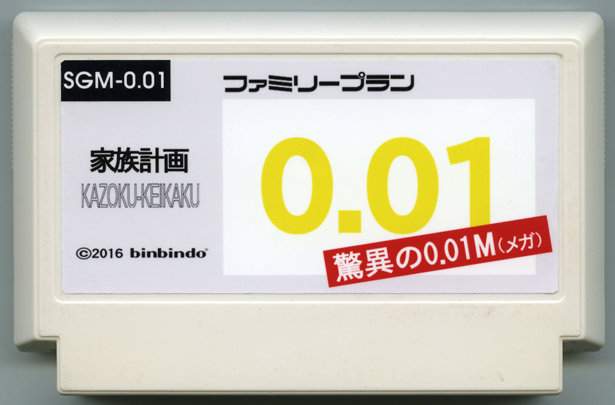 SGM-0.01
ファミリープラン
家族計画
KAZOKU-KEIKAKU
0.01
驚異の0.01M(メガ)
©2016 binbindo®